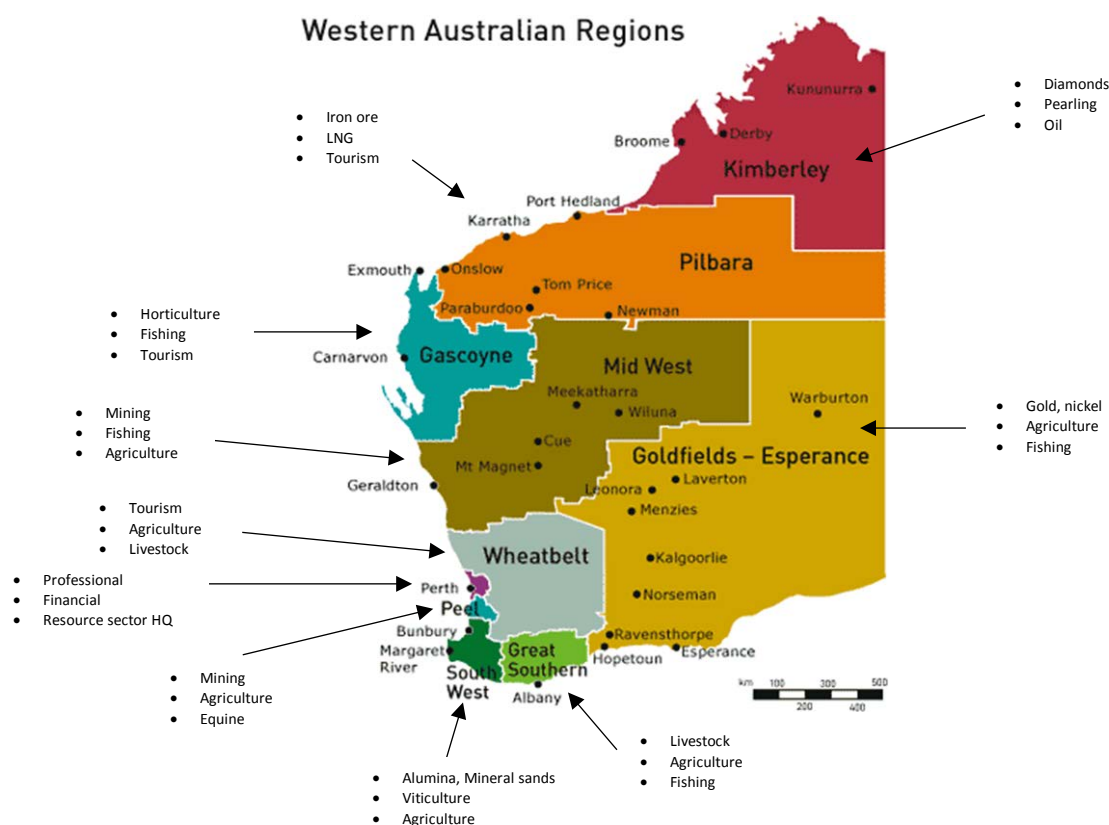 Western Australian Regions
• Diamonds
• Pearling
• Oil
• Iron ore
• LNG
• Tourism
Kununurra
Broome
Derby
Kimberley
Port Hedland
Karratha
Exmouth
Onslow
Pilbara
Tom Price
Paraburdoo
Newman
• Horticulture
• Fishing
• Tourism
Carnarvon
Gascoyne
Mid West
Meekatharra
Wiluna
Warburton
• Mining
• Fishing
• Agriculture
• Gold, nickel
• Agriculture
• Fishing
Cue
Mt Magnet
Goldfields – Esperance
Geraldton
Leonora
Laverton
Menzies
• Tourism
• Agriculture
• Livestock
Wheatbelt
Kalgoorlie
• Professional
• Financial
• Resource sector HQ
Perth
Norseman
Peel
Bunbury
Margaret
River
South
West
Great
Southern
Albany
Ravensthorpe
Hopetoun
Esperance
km 100 300 500
200 400
• Mining
• Agriculture
• Equine
• Livestock
• Agriculture
• Fishing
• Alumina, Mineral sands
• Viticulture
• Agriculture